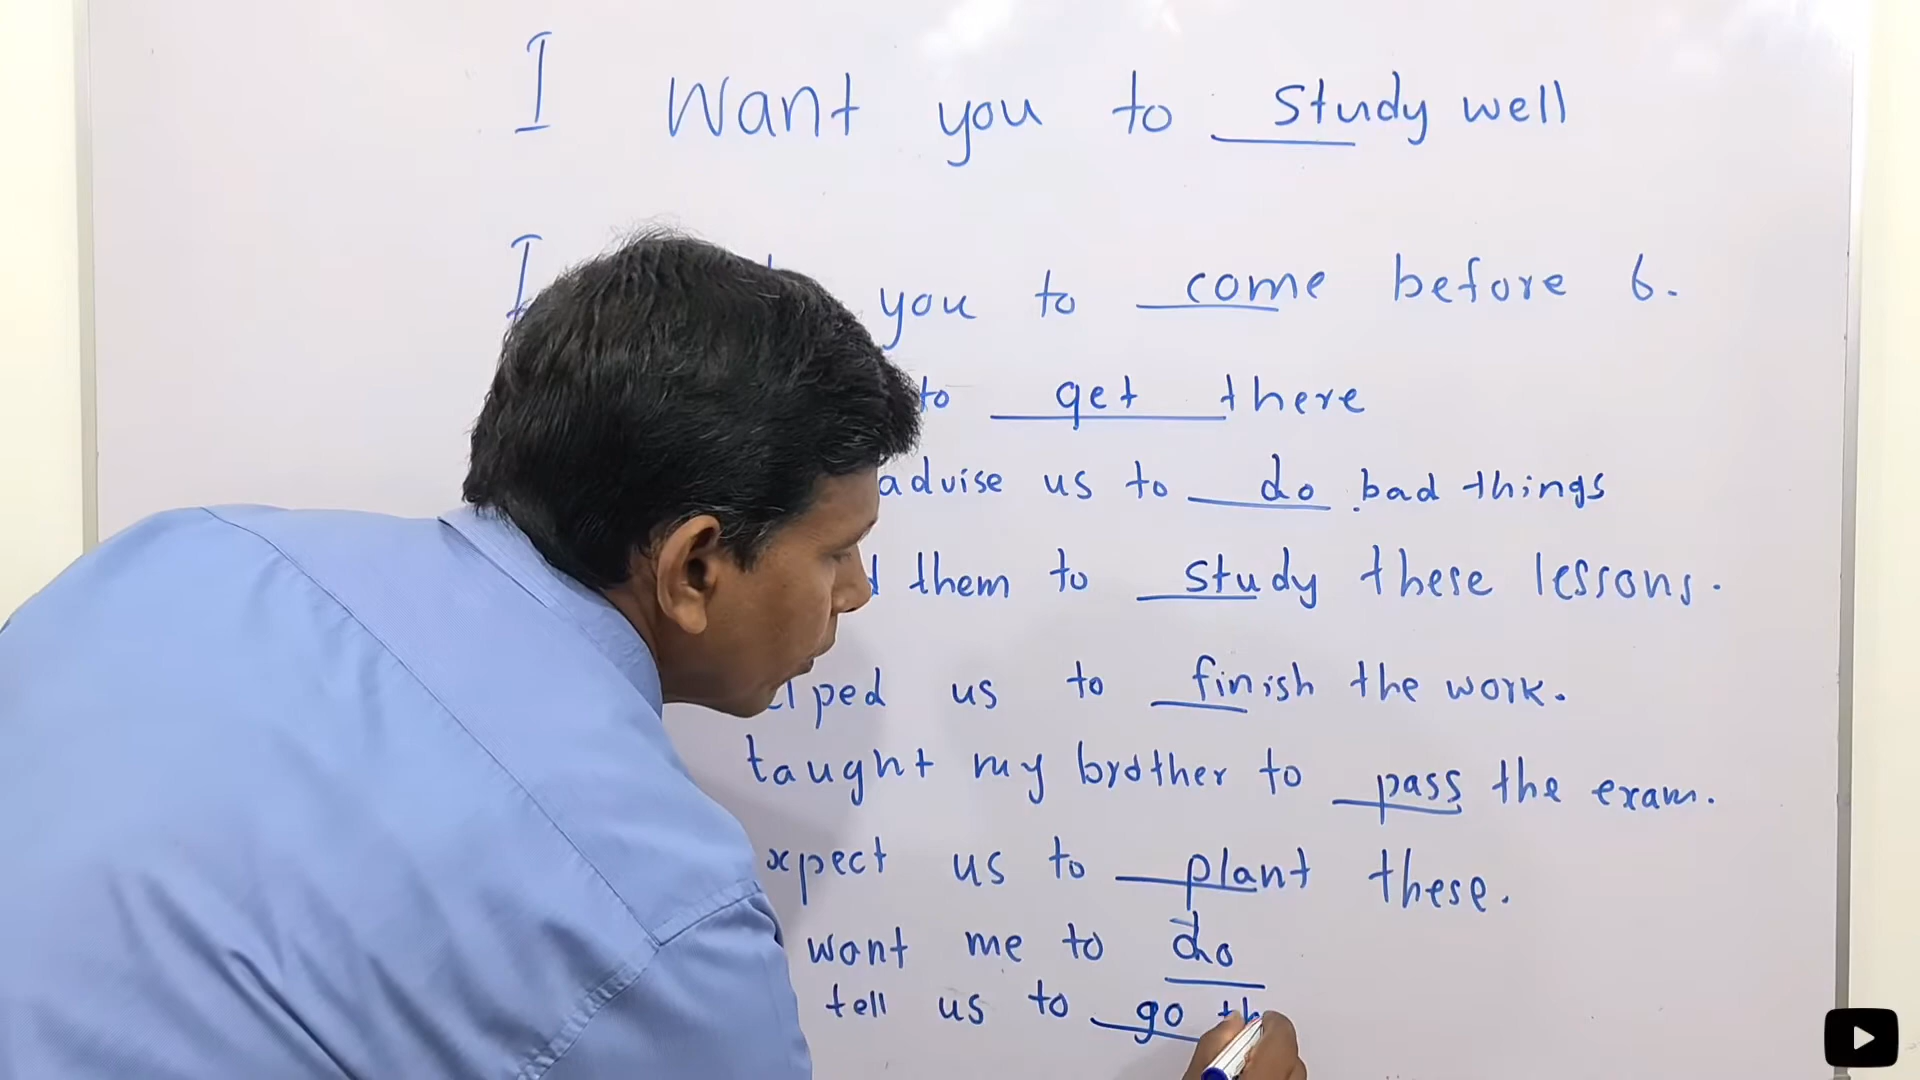 I want you to study well
I you to come before 6.
to get there
advise us to do bad things
them to study these lessons.
us to finish the work.
taught my brother to pass the exam.
us to plant these.
want me to do
tell us to go th